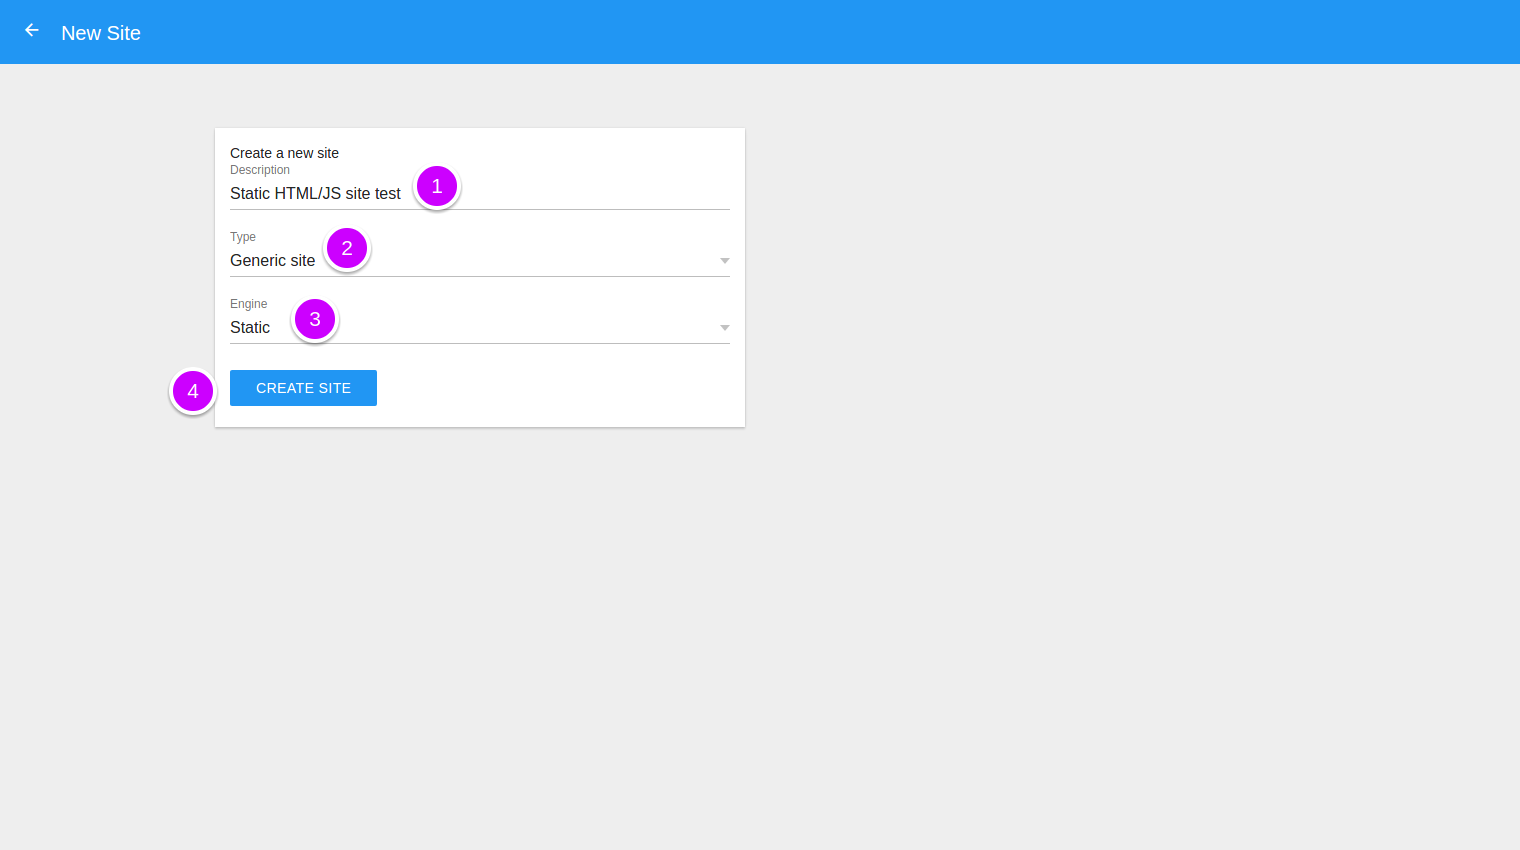 New Site
Create a new site
Description
Static HTML/JS site test
1
Type
2
Generic site
Engine
3
Static
4
CREATE SITE